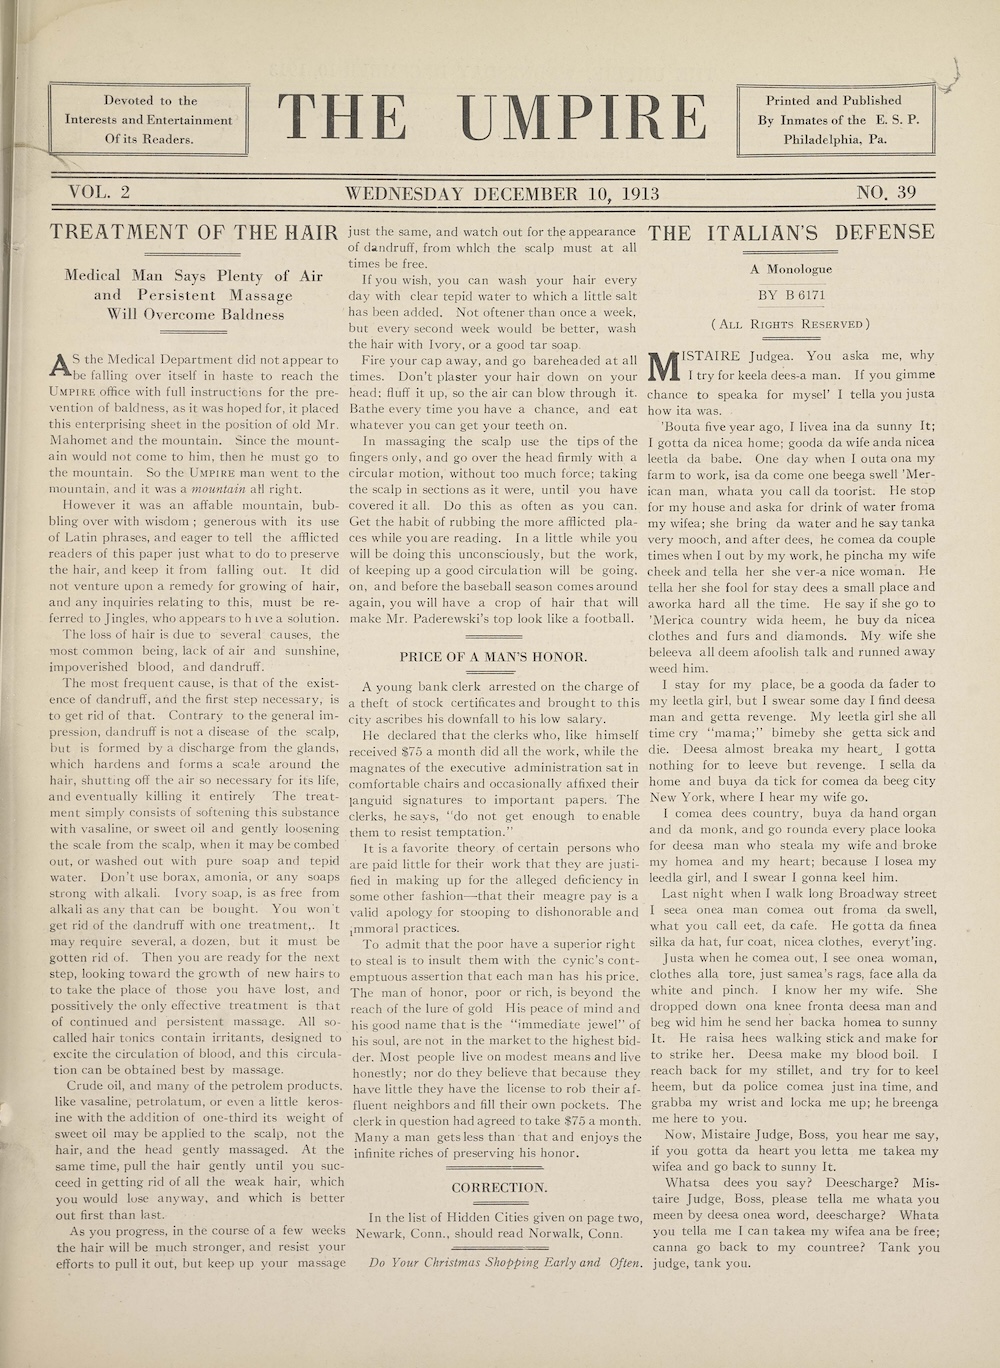 Devoted to the
Interests and Entertainment
Of its Readers.
THE UMPIRE
Printed and Published
By Inmates of the E. S. P.
Philadelphia, Pa.
VOL. 2
WEDNESDAY DECEMBER 10, 1913
NO. 39
TREATMENT OF THE HAIR
Medical Man Says Plenty of Air
and Persistent Massage
Will Overcome Baldness
AS the Medical Department did not appear to
be falling over itself in haste to reach the
UMPIRE office with full instructions for the pre-
vention of baldness, as it was hoped for, it placed
this enterprising sheet in the position of old Mr.
Mahomet and the mountain. Since the mount-
ain would not come to him, then he must go to
the mountain. So the UMPIRE man went to the
mountain, and it was a mountain all right.
However it was an affable mountain, bub-
bling over with wisdom ; generous with its use
of Latin phrases, and eager to tell the afflicted
readers of this paper just what to do to preserve
the hair, and keep it from falling out. It did
not venture upon a remedy for growing of hair,
and any inquiries relating to this, must be re-
ferred to Jingles, who appears to have a solution.
The loss of hair is due to several causes, the
most common being, lack of air and sunshine,
impoverished blood, and dandruff.
The most frequent cause, is that of the exist-
ence of dandruff, and the first step necessary, is
to get rid of that. Contrary to the general im-
pression, dandruff is not a disease of the scalp,
but is formed by a discharge from the glands,
which hardens and forms a scale around the
hair, shutting off the air so necessary for its life,
and eventually killing it entirely The treat-
ment simply consists of softening this substance
with vasaline, or sweet oil and gently loosening
the scale from the scalp, when it may be combed
out, or washed out with pure soap and tepid
water. Don't use borax, amonia, or any soaps
strong with alkali. Ivory soap, is as free from
alkali as any that can be bought. You won't
get rid of the dandruff with one treatment,. It
may require several, a dozen, but it must be
gotten rid of. Then you are ready for the next
step, looking toward the growth of new hairs to
to take the place of those you have lost, and
possitively the only effective treatment is that
of continued and persistent massage. All so-
called hair tonics contain irritants, designed to
excite the circulation of blood, and this circula-
tion can be obtained best by massage.
Crude oil, and many of the petrolem products,
like vasaline, petrolatum, or even a little keros-
ine with the addition of one-third its weight of
sweet oil may be applied to the scalp, not the
hair, and the head gently massaged. At the
same time, pull the hair gently until you suc-
ceed in getting rid of all the weak hair, which
you would lose anyway, and which is better
out first than last.
As you progress, in the course of a few weeks
the hair will be much stronger, and resist your
efforts to pull it out, but keep up your massage
just the same, and watch out for the appearance
of dandruff, from which the scalp must at all
times be free.
If you wish, you can wash your hair every
day with clear tepid water to which a little salt
has been added. Not oftener than once a week,
but every second week would be better, wash
the hair with Ivory, or a good tar soap.
Fire your cap away, and go bareheaded at all
times. Don't plaster your hair down on your
head; fluff it up, so the air can blow through it.
Bathe every time you have a chance, and eat
whatever you can get your teeth on.
In massaging the scalp use the tips of the
fingers only, and go over the head firmly with a
circular motion, without too much force; taking
the scalp in sections as it were, until you have
covered it all. Do this as often as you can.
Get the habit of rubbing the more afflicted pla-
ces while you are reading. In a little while you
will be doing this unconsciously, but the work,
of keeping up a good circulation will be going,
on, and before the baseball season comes around
again, you will have a crop of hair that will
make Mr. Paderewski's top look like a football.
PRICE OF A MAN'S HONOR.
A young bank clerk arrested on the charge of
a theft of stock certificates and brought to this
city ascribes his downfall to his low salary.
He declared that the clerks who, like himself
received $75 a month did all the work, while the
magnates of the executive administration sat in
comfortable chairs and occasionally affixed their
languid signatures to important papers. The
clerks, he says, "do not get enough to enable
them to resist temptation."
It is a favorite theory of certain persons who
are paid little for their work that they are justi-
fied in making up for the alleged deficiency in
some other fashion—that their meagre pay is a
valid apology for stooping to dishonorable and
immoral practices.
To admit that the poor have a superior right
to steal is to insult them with the cynic's cont-
emptuous assertion that each man has his price.
The man of honor, poor or rich, is beyond the
reach of the lure of gold His peace of mind and
his good name that is the "immediate jewel" of
his soul, are not in the market to the highest bid-
der. Most people live on modest means and live
honestly; nor do they believe that because they
have little they have the license to rob their af-
fluent neighbors and fill their own pockets. The
clerk in question had agreed to take $75 a month.
Many a man gets less than that and enjoys the
infinite riches of preserving his honor.
CORRECTION.
In the list of Hidden Cities given on page two,
Newark, Conn., should read Norwalk, Conn.
Do Your Christmas Shopping Early and Often.
THE ITALIAN'S DEFENSE
A Monologue
BY B 6171
( ALL RIGHTS RESERVED )
MISTAIRE Judgea. You aska me, why
I try for keela dees-a man. If you gimme
chance to speaka for mysel' I tella you justa
how ita was.
'Bouta five year ago, I livea ina da sunny It;
I gotta da nicea home; gooda da wife anda nicea
leetla da babe. One day when I outa ona my
farm to work, isa da come one beega swell 'Mer-
ican man, whata you call da toorist. He stop
for my house and aska for drink of water froma
my wifea; she bring da water and he say tanka
very mooch, and after dees, he comea da couple
times when I out by my work, he pincha my wife
cheek and tella her she ver-a nice woman. He
tella her she fool for stay dees a small place and
aworka hard all the time. He say if she go to
'Merica country wida heem, he buy da nicea
clothes and furs and diamonds. My wife she
beleeva all deem afoolish talk and runned away
weed him.
I stay for my place, be a gooda da fader to
my leetla girl, but I swear some day I find deesa
man and getta revenge. My leetla girl she all
time cry "mama;" bimeby she getta sick and
die. Deesa almost breaka my heart, I gotta
nothing for to leeve but revenge. I sella da
home and buya da tick for comea da beeg city
New York, where I hear my wife go.
I comea dees country, buya da hand organ
and da monk, and go rounda every place looka
for deesa man who steala my wife and broke
my homea and my heart; because I losea my
leedla girl, and I swear I gonna keel him.
Last night when I walk long Broadway street
I seea onea man comea out froma da swell,
what you call eet, da cafe. He gotta da finea
silka da hat, fur coat, nicea clothes, everyt'ing.
Justa when he comea out, I see onea woman,
clothes alla tore, just samea's rags, face alla da
white and pinch. I know her my wife. She
dropped down ona knee fronta deesa man and
beg wid him he send her backa homea to sunny
It. He raisa hees walking stick and make for
to strike her. Deesa make my blood boil. I
reach back for my stillet, and try for to keel
heem, but da police comea just ina time, and
grabba my wrist and locka me up; he breenga
me here to you.
Now, Mistaire Judge, Boss, you hear me say,
if you gotta da heart you letta me takea my
wifea and go back to sunny It.
Whatsa dees you say? Deescharge? Mis-
taire Judge, Boss, please tella me whata you
meen by deesa onea word, deescharge? Whata
you tella me I can takea my wifea ana be free;
canna go back to my countree? Tank you
judge, tank you.